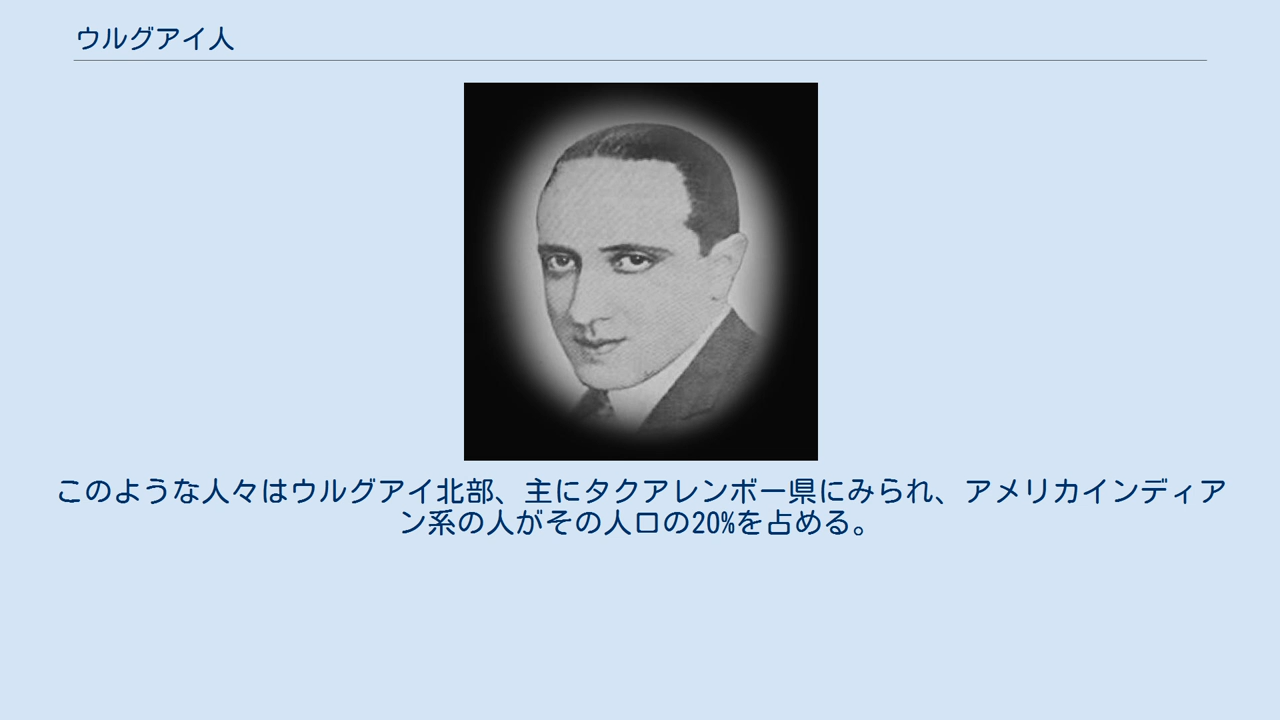 ウルグアイ人
このような人々はウルグアイ北部、主にタクアレンボー県にみられ、アメリカインディア
ン系の人がその人口の20%を占める。